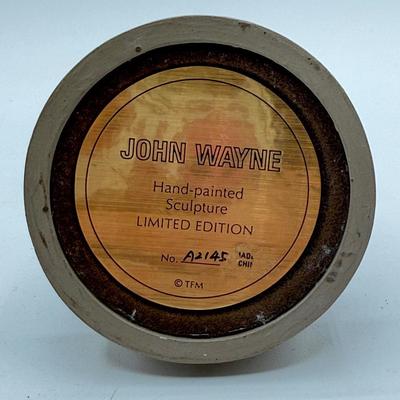 JOHN WAYNE
Hand-painted
Sculpture
LIMITED EDITION
No. A2145
© TFM